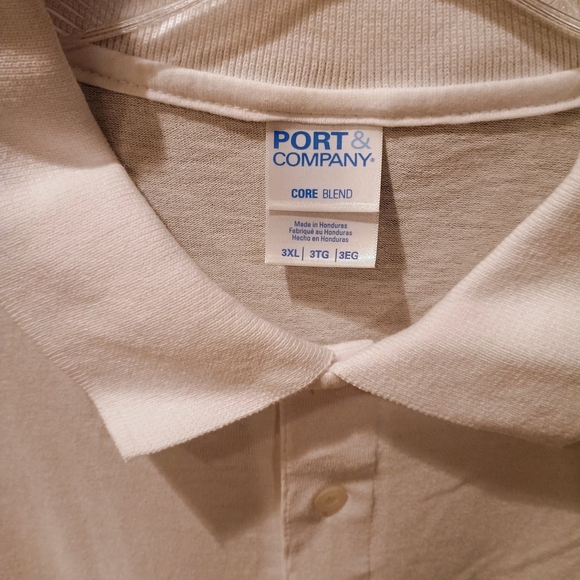 PORT&
COMPANY®
CORE BLEND
Made in Honduras
Fabriqué au Honduras
Hecho en Honduras
3XL | 3TG | 3EG